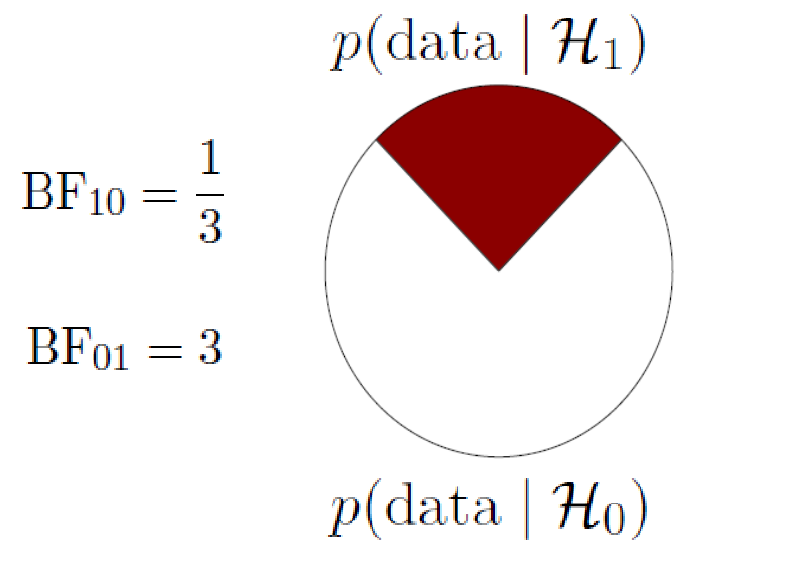 p(data | ℋ₁)
BF₁₀ = 1/3
BF₀₁ = 3
p(data | ℋ₀)